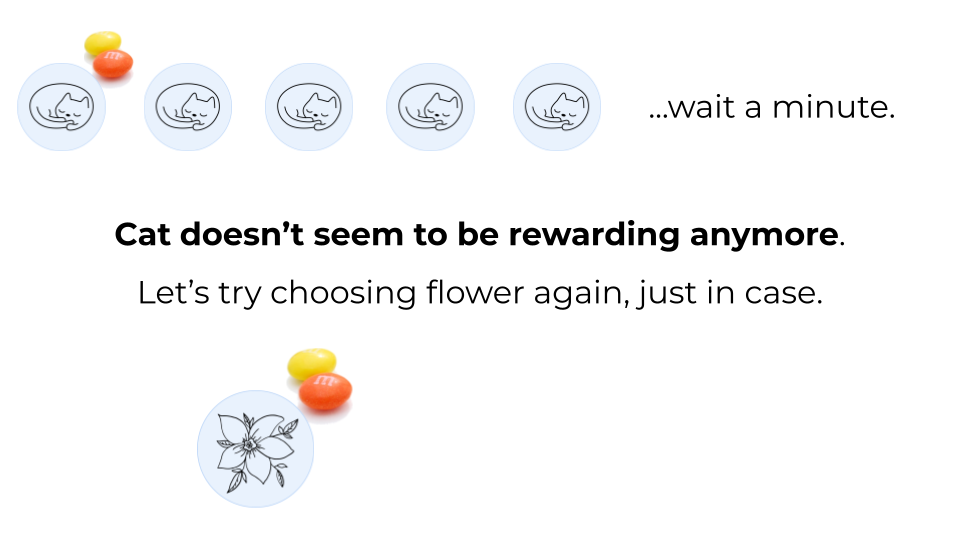 ...wait a minute.
Cat doesn’t seem to be rewarding anymore.
Let’s try choosing flower again, just in case.